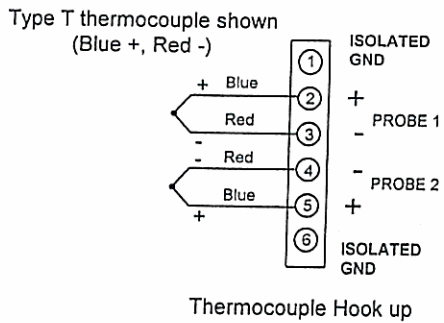 Type T thermocouple shown
(Blue +, Red -)
ISOLATED
GND
1
+ Blue
2 +
PROBE 1
Red
3 -
-
- Red
4 -
PROBE 2
Blue
5 +
+
6
ISOLATED
GND
Thermocouple Hook up